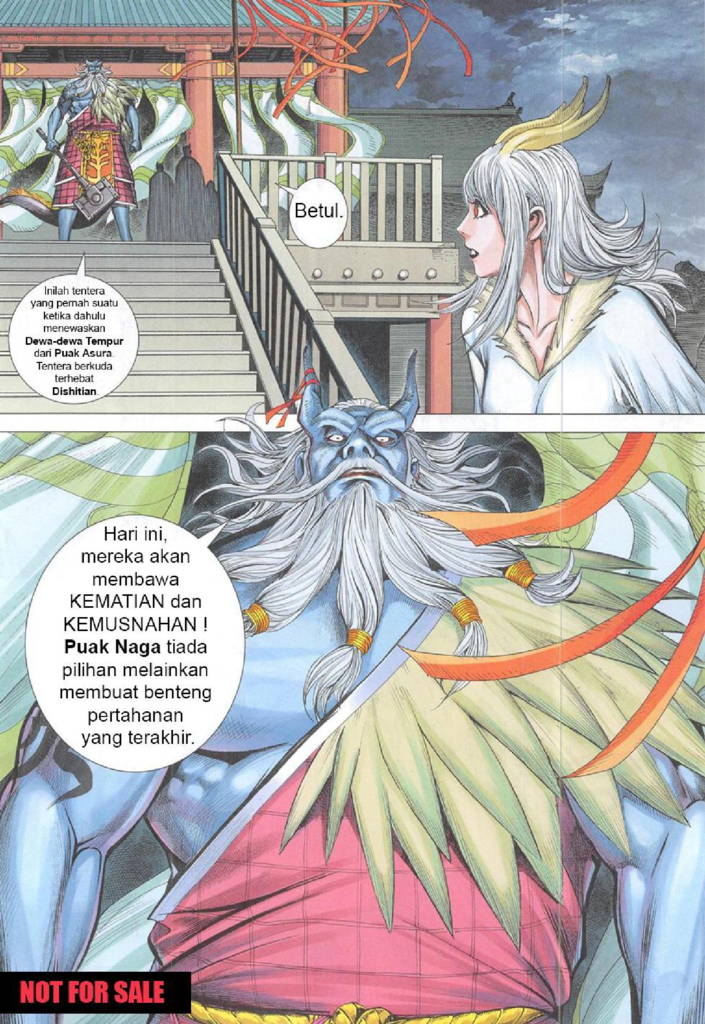 Betul.
Inilah tentera
yang pernah suatu
ketika dahulu
menewaskan
Dewa-dewa Tempur
dari Puak Asura.
Tentera berkuda
terhebat
Dishitian.
Hari ini,
mereka akan
membawa
KEMATIAN dan
KEMUSNAHAN !
Puak Naga tiada
pilihan melainkan
membuat benteng
pertahanan
yang terakhir.
NOT FOR SALE